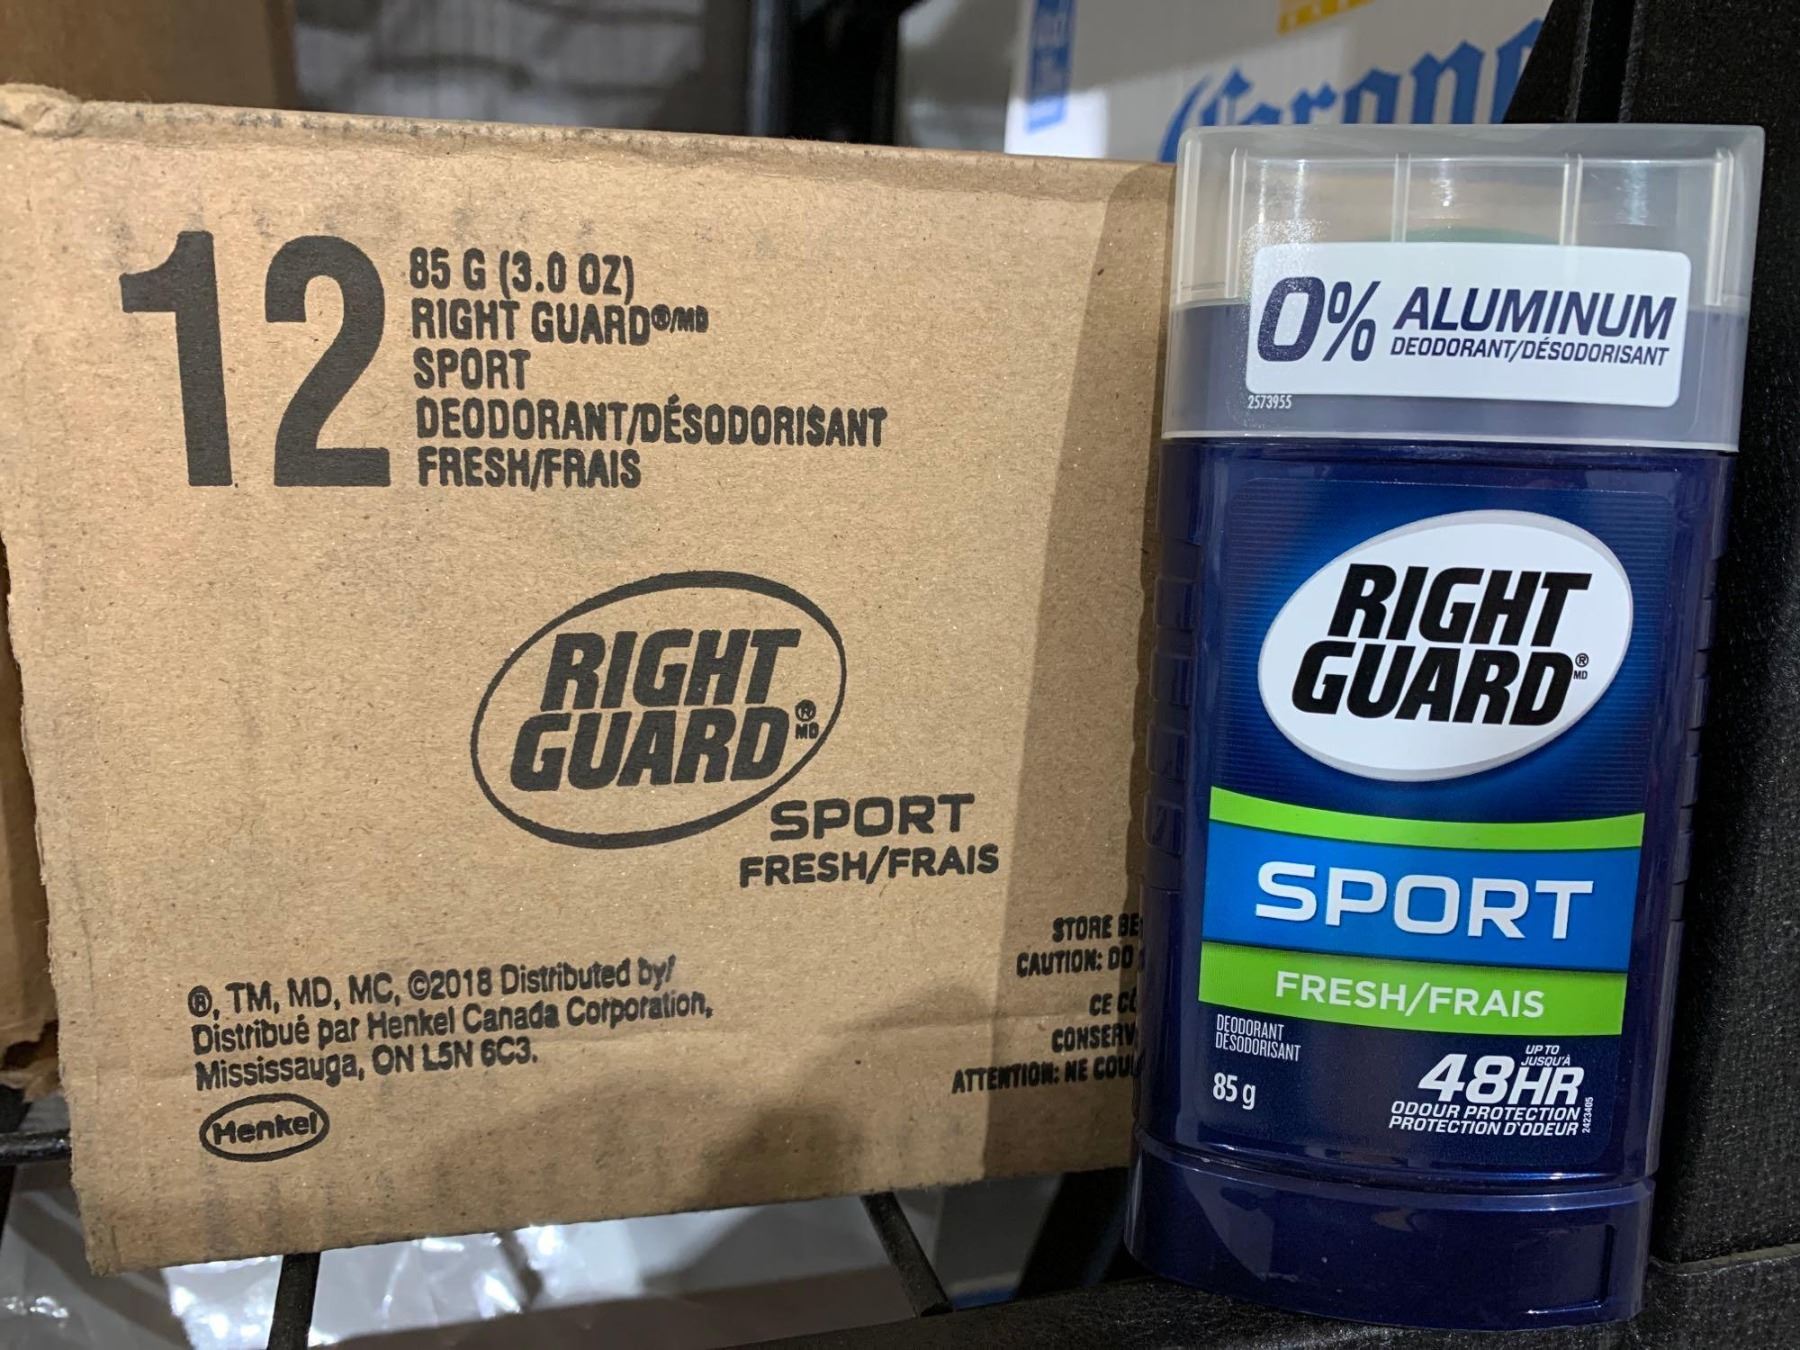 12
85 G (3.0 OZ)
RIGHT GUARD®/MD
SPORT
DEODORANT/DÉSODORISANT
FRESH/FRAIS
RIGHT
GUARD®
MD
SPORT
FRESH/FRAIS
®, TM, MD, MC, ©2018 Distributed by/
Distribué par Henkel Canada Corporation,
Mississauga, ON L5N 6C3.
Henkel
STORE
CAUTION: DO
CE
ATTENTION: NE
Corona
0% ALUMINUM
DEODORANT/DÉSODORISANT
2573955
RIGHT
GUARD®
MD
SPORT
FRESH/FRAIS
DEODORANT
DÉSODORISANT
85 g
UP TO
JUSQU'À
48HR
ODOUR PROTECTION
PROTECTION D'ODEUR
2423405